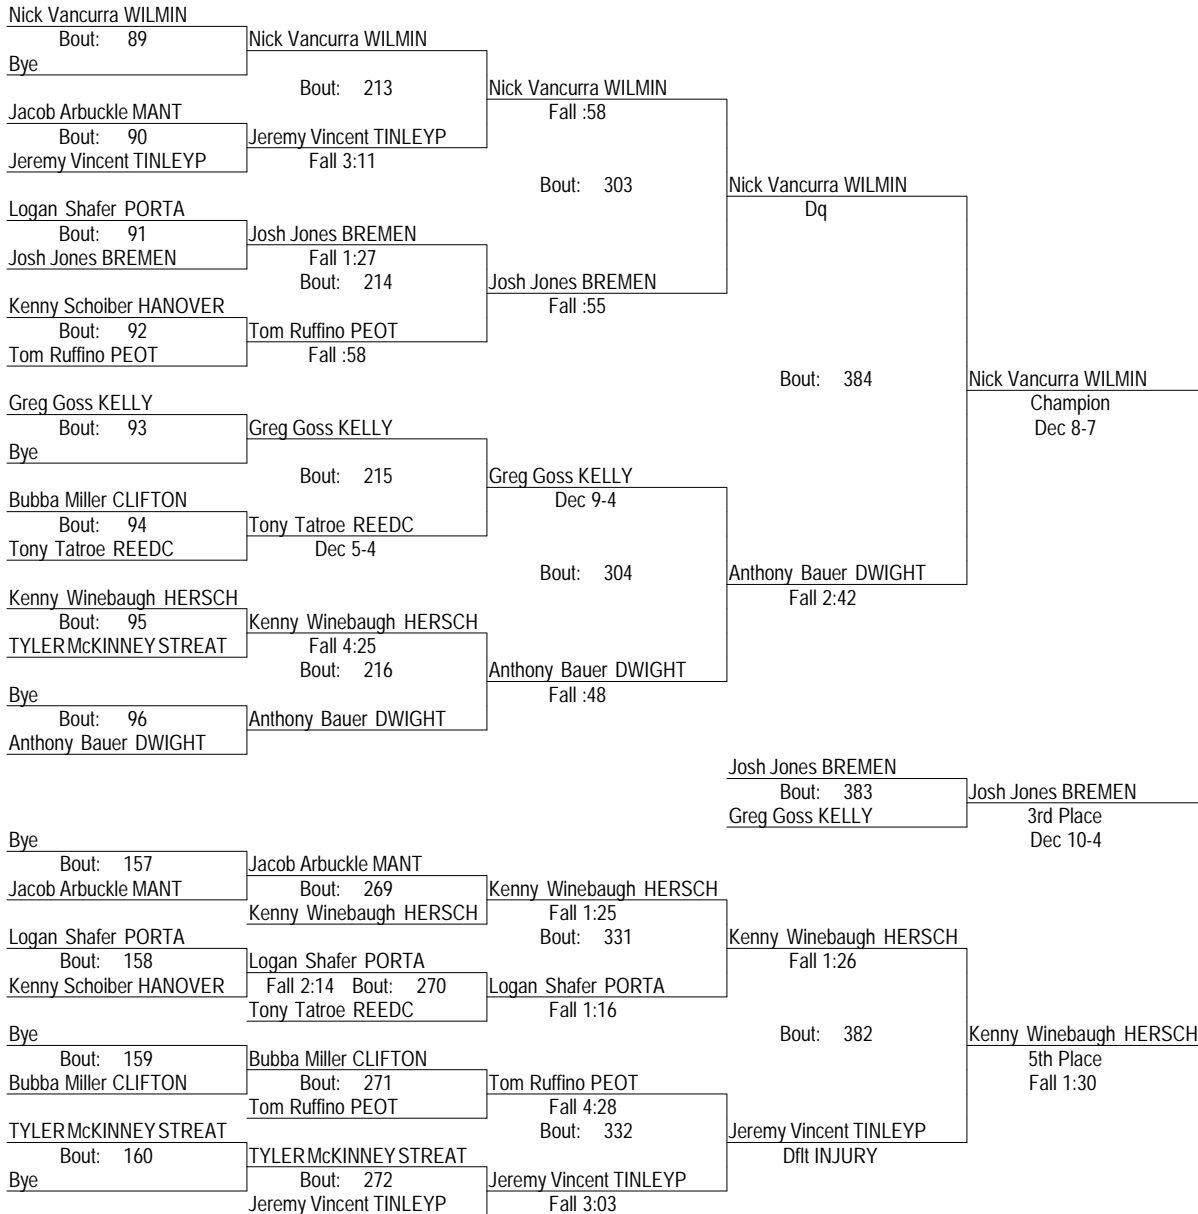 Nick Vancurra WILMIN
Bout: 89
Bye
Nick Vancurra WILMIN
Bout: 213
Jacob Arbuckle MANT
Bout: 90
Jeremy Vincent TINLEYP
Jeremy Vincent TINLEYP
Fall 3:11
Nick Vancurra WILMIN
Fall :58
Bout: 303
Logan Shafer PORTA
Bout: 91
Josh Jones BREMEN
Josh Jones BREMEN
Fall 1:27
Bout: 214
Kenny Schoiber HANOVER
Bout: 92
Tom Ruffino PEOT
Tom Ruffino PEOT
Fall :58
Josh Jones BREMEN
Fall :55
Nick Vancurra WILMIN
Dq
Bout: 384
Greg Goss KELLY
Bout: 93
Bye
Greg Goss KELLY
Bout: 215
Bubba Miller CLIFTON
Bout: 94
Tony Tatroe REEDC
Tony Tatroe REEDC
Dec 5-4
Greg Goss KELLY
Dec 9-4
Bout: 304
Kenny Winebaugh HERSCH
Bout: 95
TYLER McKINNEY STREAT
Kenny Winebaugh HERSCH
Fall 4:25
Bout: 216
Bye
Bout: 96
Anthony Bauer DWIGHT
Anthony Bauer DWIGHT
Anthony Bauer DWIGHT
Fall :48
Anthony Bauer DWIGHT
Fall 2:42
Nick Vancurra WILMIN
Champion
Dec 8-7
Josh Jones BREMEN
Bout: 383
Greg Goss KELLY
Josh Jones BREMEN
3rd Place
Dec 10-4
Bye
Bout: 157
Jacob Arbuckle MANT
Jacob Arbuckle MANT
Bout: 269
Kenny Winebaugh HERSCH
Kenny Winebaugh HERSCH
Fall 1:25
Bout: 331
Logan Shafer PORTA
Bout: 158
Kenny Schoiber HANOVER
Logan Shafer PORTA
Fall 2:14 Bout: 270
Tony Tatroe REEDC
Logan Shafer PORTA
Fall 1:16
Kenny Winebaugh HERSCH
Fall 1:26
Bout: 382
Bye
Bout: 159
Bubba Miller CLIFTON
Bubba Miller CLIFTON
Bout: 271
Tom Ruffino PEOT
Tom Ruffino PEOT
Fall 4:28
Bout: 332
TYLER McKINNEY STREAT
Bout: 160
Bye
TYLER McKINNEY STREAT
Bout: 272
Jeremy Vincent TINLEYP
Jeremy Vincent TINLEYP
Fall 3:03
Jeremy Vincent TINLEYP
Dflt INJURY
Kenny Winebaugh HERSCH
5th Place
Fall 1:30